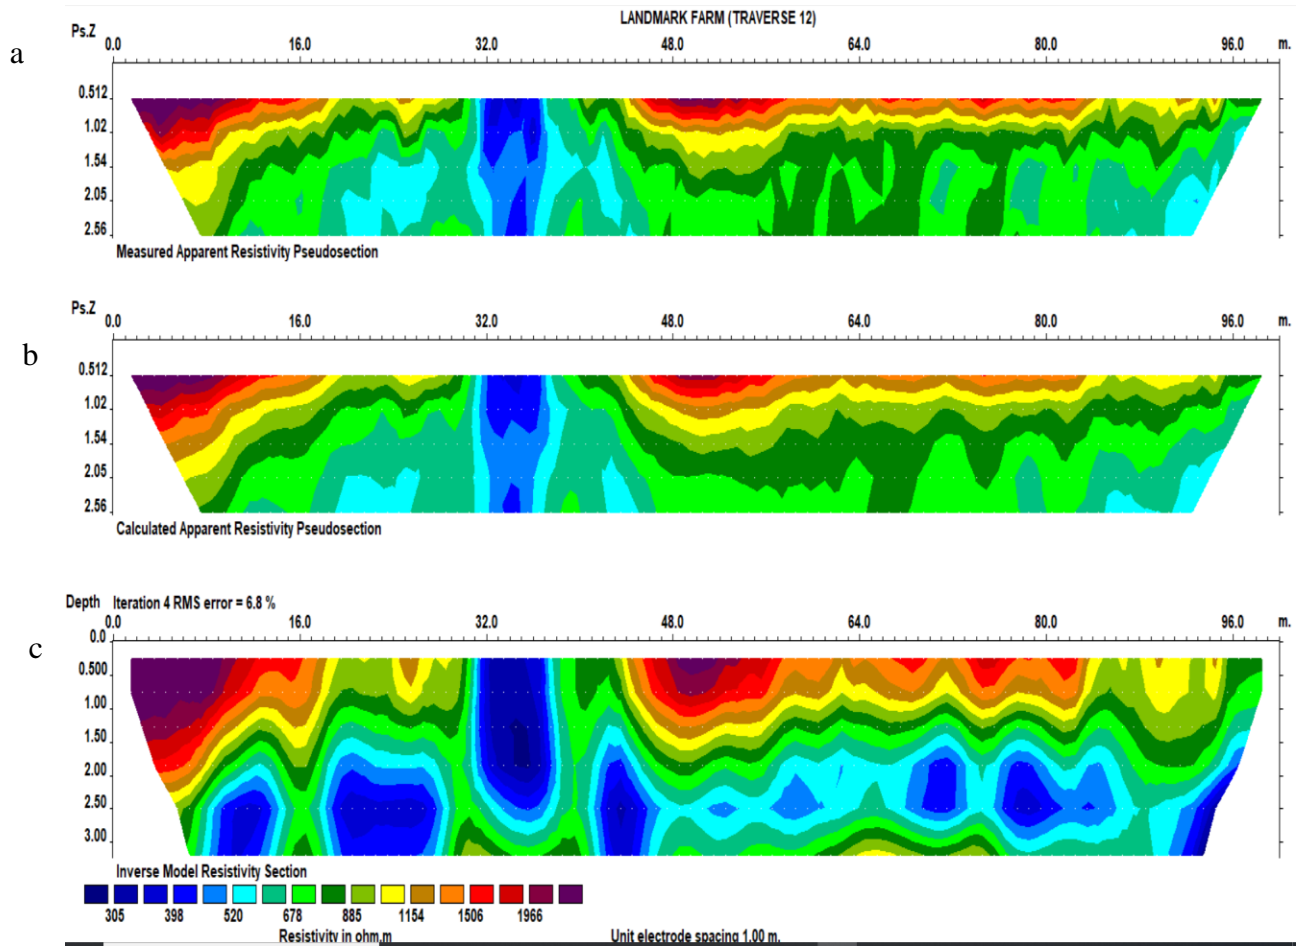 LANDMARK FARM (TRAVERSE 12)
a
Ps.Z 0.0 16.0 32.0 48.0 64.0 80.0 96.0 m.
0.512
1.02
1.54
2.05
2.56
Measured Apparent Resistivity Pseudosection
b
Ps.Z 0.0 16.0 32.0 48.0 64.0 80.0 96.0 m.
0.512
1.02
1.54
2.05
2.56
Calculated Apparent Resistivity Pseudosection
c
Depth Iteration 4 RMS error = 6.8 %
0.0 0.0 16.0 32.0 48.0 64.0 80.0 96.0 m.
0.500
1.00
1.50
2.00
2.50
3.00
Inverse Model Resistivity Section
305 398 520 678 885 1154 1506 1966
Resistivity in ohm.m Unit electrode spacing 1.00 m.